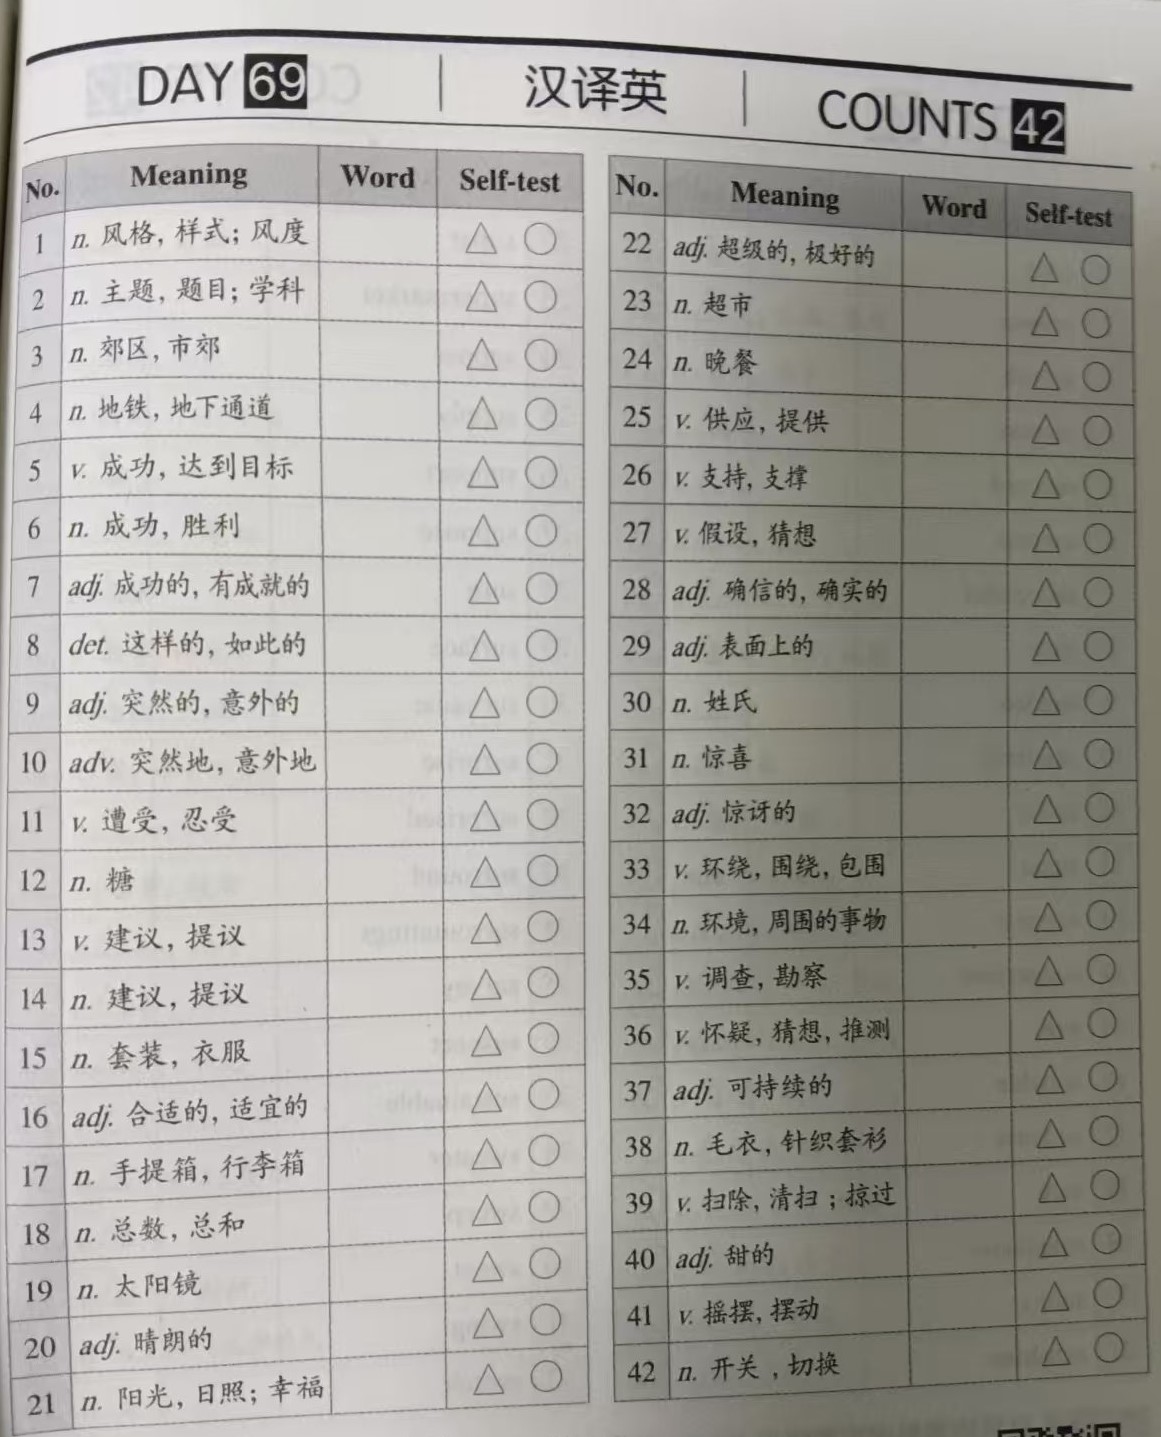 DAY 69 汉译英 COUNTS 42
No. Meaning Word Self-test
1 n. 风格, 样式; 风度 △ ○
2 n. 主题, 题目; 学科 △ ○
3 n. 郊区, 市郊 △ ○
4 n. 地铁, 地下通道 △ ○
5 v. 成功, 达到目标 △ ○
6 n. 成功, 胜利 △ ○
7 adj. 成功的, 有成就的 △ ○
8 det. 这样的, 如此的 △ ○
9 adj. 突然的, 意外的 △ ○
10 adv. 突然地, 意外地 △ ○
11 v. 遭受, 忍受 △ ○
12 n. 糖 △ ○
13 v. 建议, 提议 △ ○
14 n. 建议, 提议 △ ○
15 n. 套装, 衣服 △ ○
16 adj. 合适的, 适宜的 △ ○
17 n. 手提箱, 行李箱 △ ○
18 n. 总数, 总和 △ ○
19 n. 太阳镜 △ ○
20 adj. 晴朗的 △ ○
21 n. 阳光, 日照; 幸福 △ ○
No. Meaning Word Self-test
22 adj. 超级的, 极好的 △ ○
23 n. 超市 △ ○
24 n. 晚餐 △ ○
25 v. 供应, 提供 △ ○
26 v. 支持, 支撑 △ ○
27 v. 假设, 猜想 △ ○
28 adj. 确信的, 确实的 △ ○
29 adj. 表面上的 △ ○
30 n. 姓氏 △ ○
31 n. 惊喜 △ ○
32 adj. 惊讶的 △ ○
33 v. 环绕, 围绕, 包围 △ ○
34 n. 环境, 周围的事物 △ ○
35 v. 调查, 勘察 △ ○
36 v. 怀疑, 猜想, 推测 △ ○
37 adj. 可持续的 △ ○
38 n. 毛衣, 针织套衫 △ ○
39 v. 扫除, 清扫 ; 掠过 △ ○
40 adj. 甜的 △ ○
41 v. 摇摆, 摆动 △ ○
42 n. 开关 , 切换 △ ○